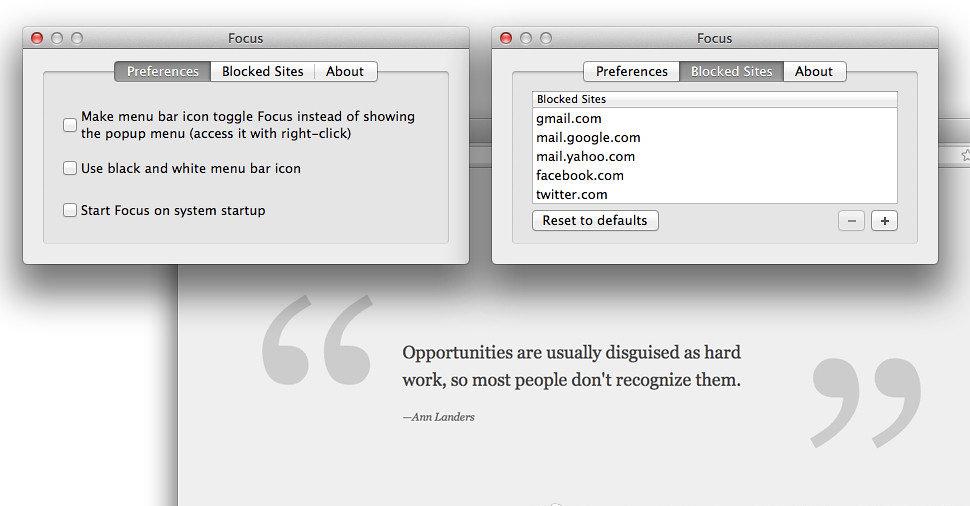 Focus
Preferences
Blocked Sites
About
Make menu bar icon toggle Focus instead of showing
the popup menu (access it with right-click)
Use black and white menu bar icon
Start Focus on system startup
Focus
Preferences
Blocked Sites
About
Blocked Sites
gmail.com
mail.google.com
mail.yahoo.com
facebook.com
twitter.com
Reset to defaults
“
Opportunities are usually disguised as hard
work, so most people don't recognize them.
”
—Ann Landers